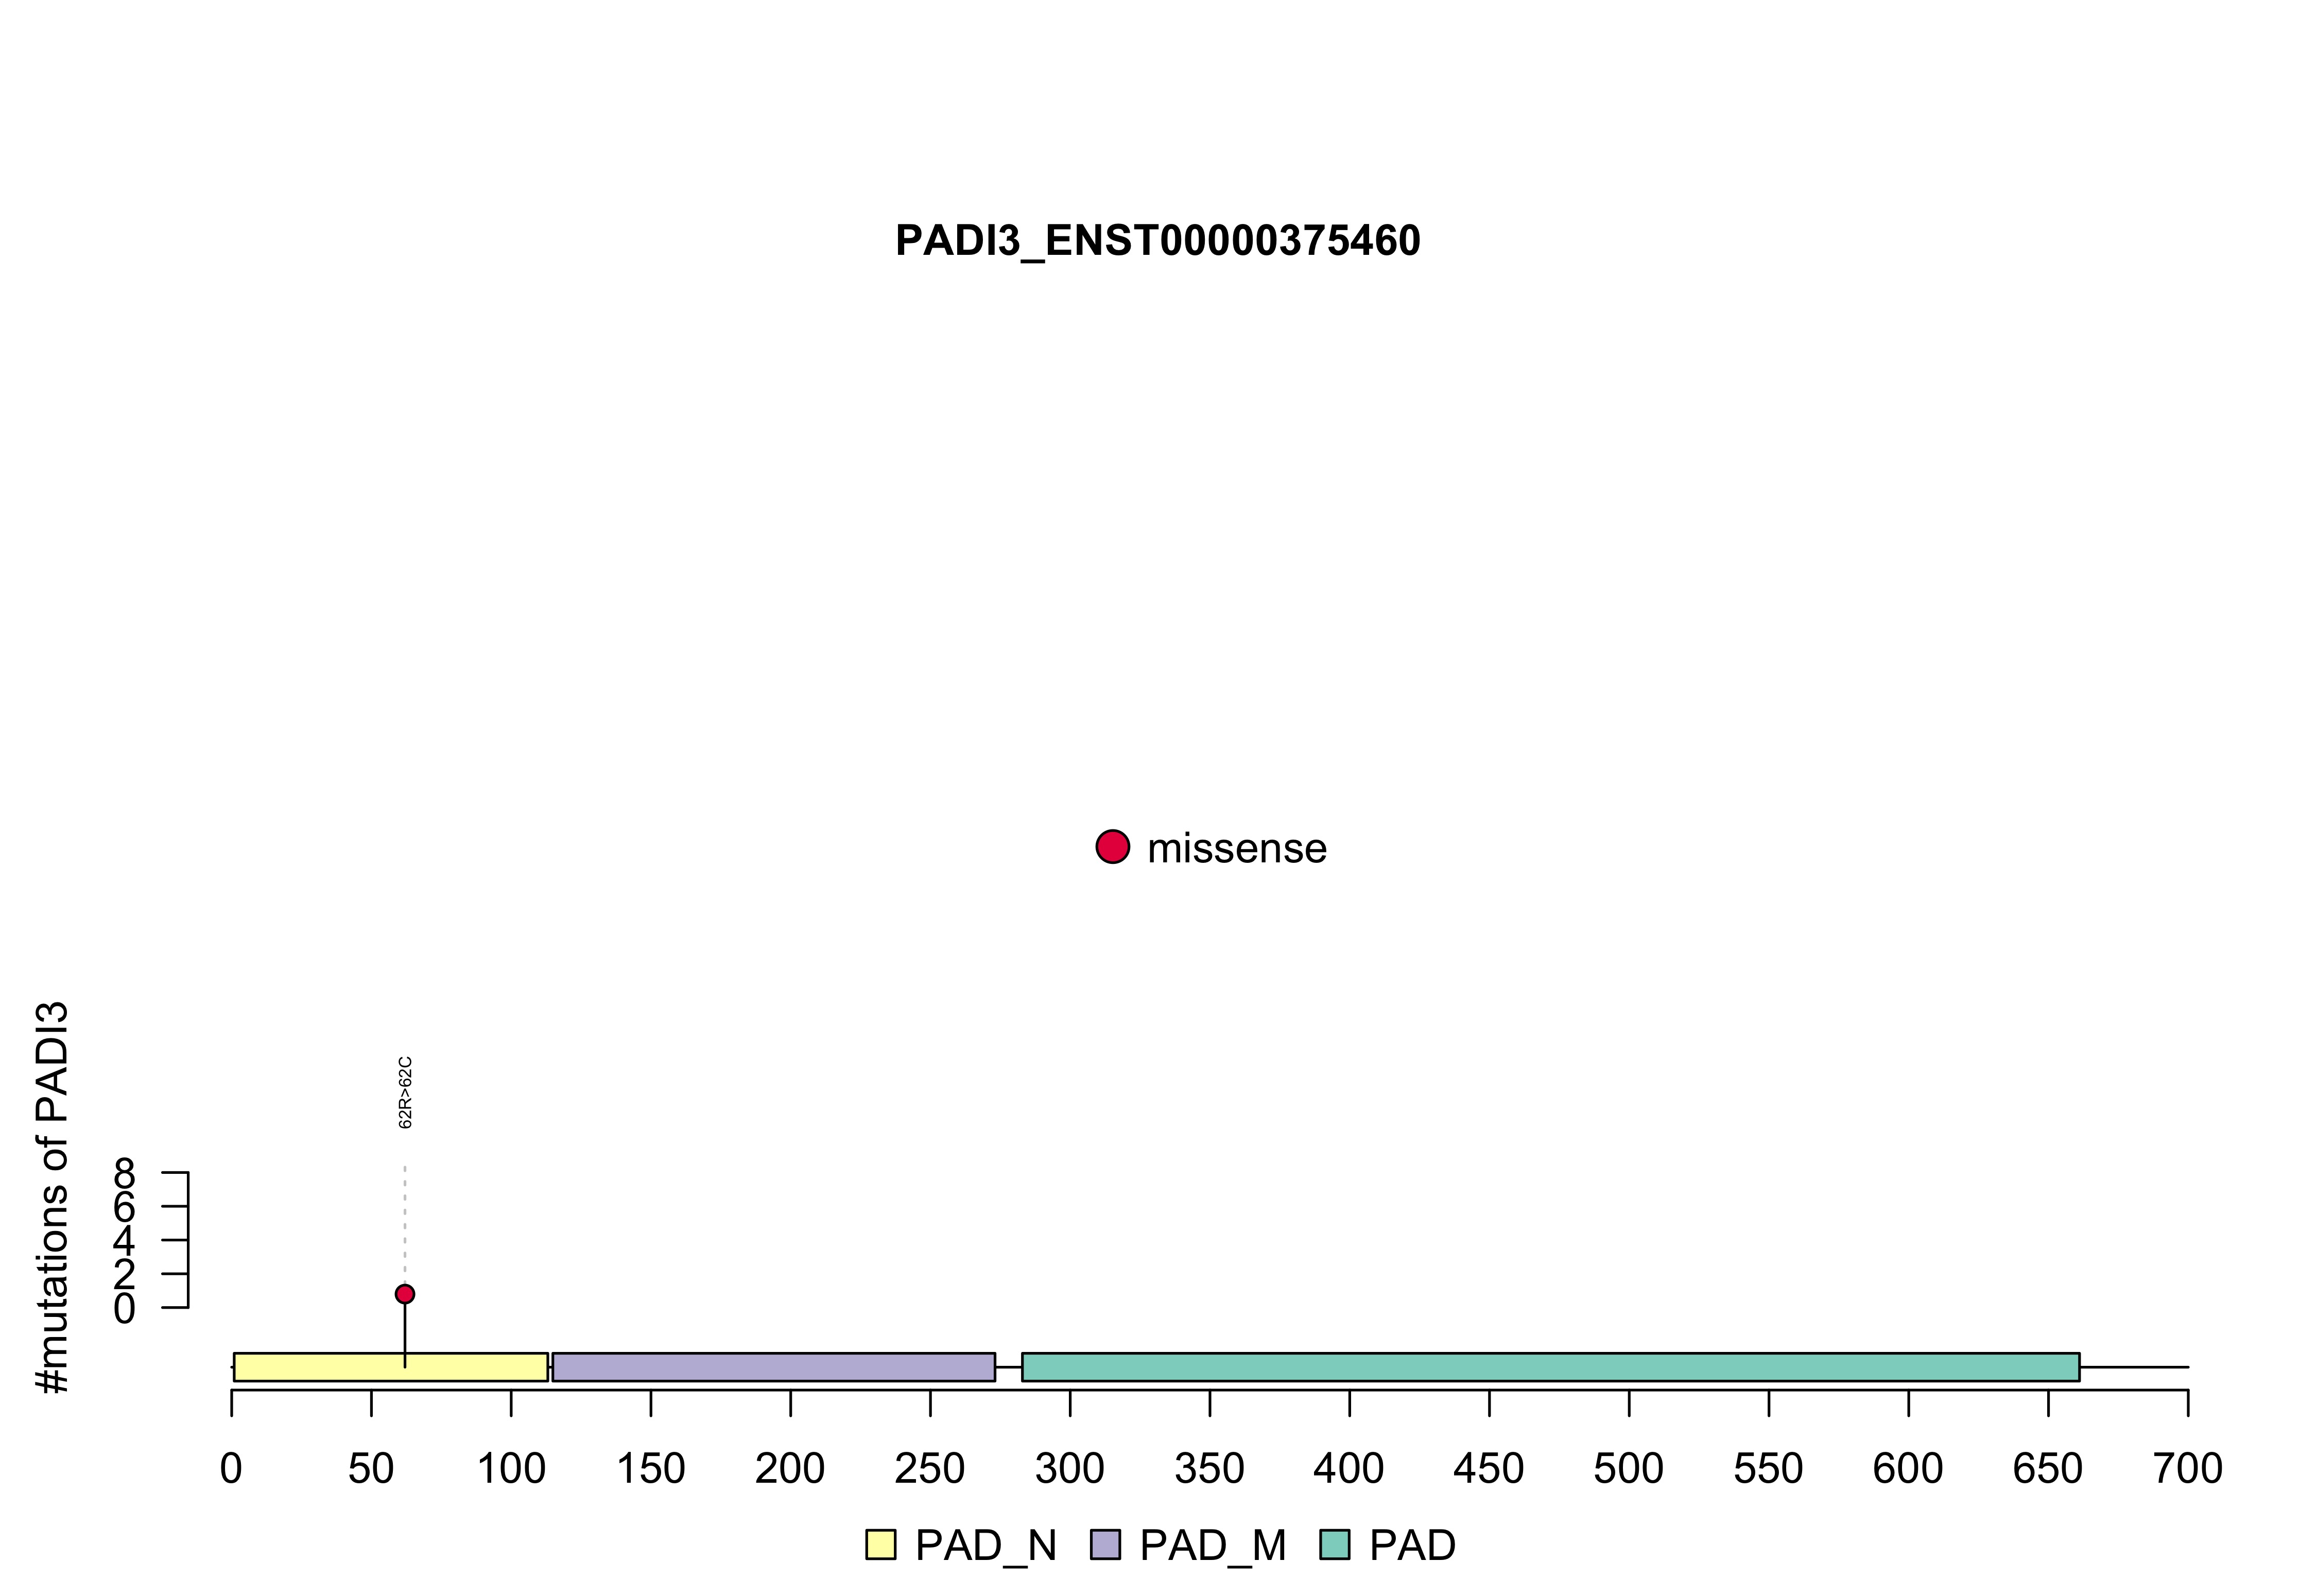 PADI3_ENST00000375460
missense
#mutations of PADI3
62R>62C
8
6
4
2
0
0 50 100 150 200 250 300 350 400 450 500 550 600 650 700
PAD_N PAD_M PAD